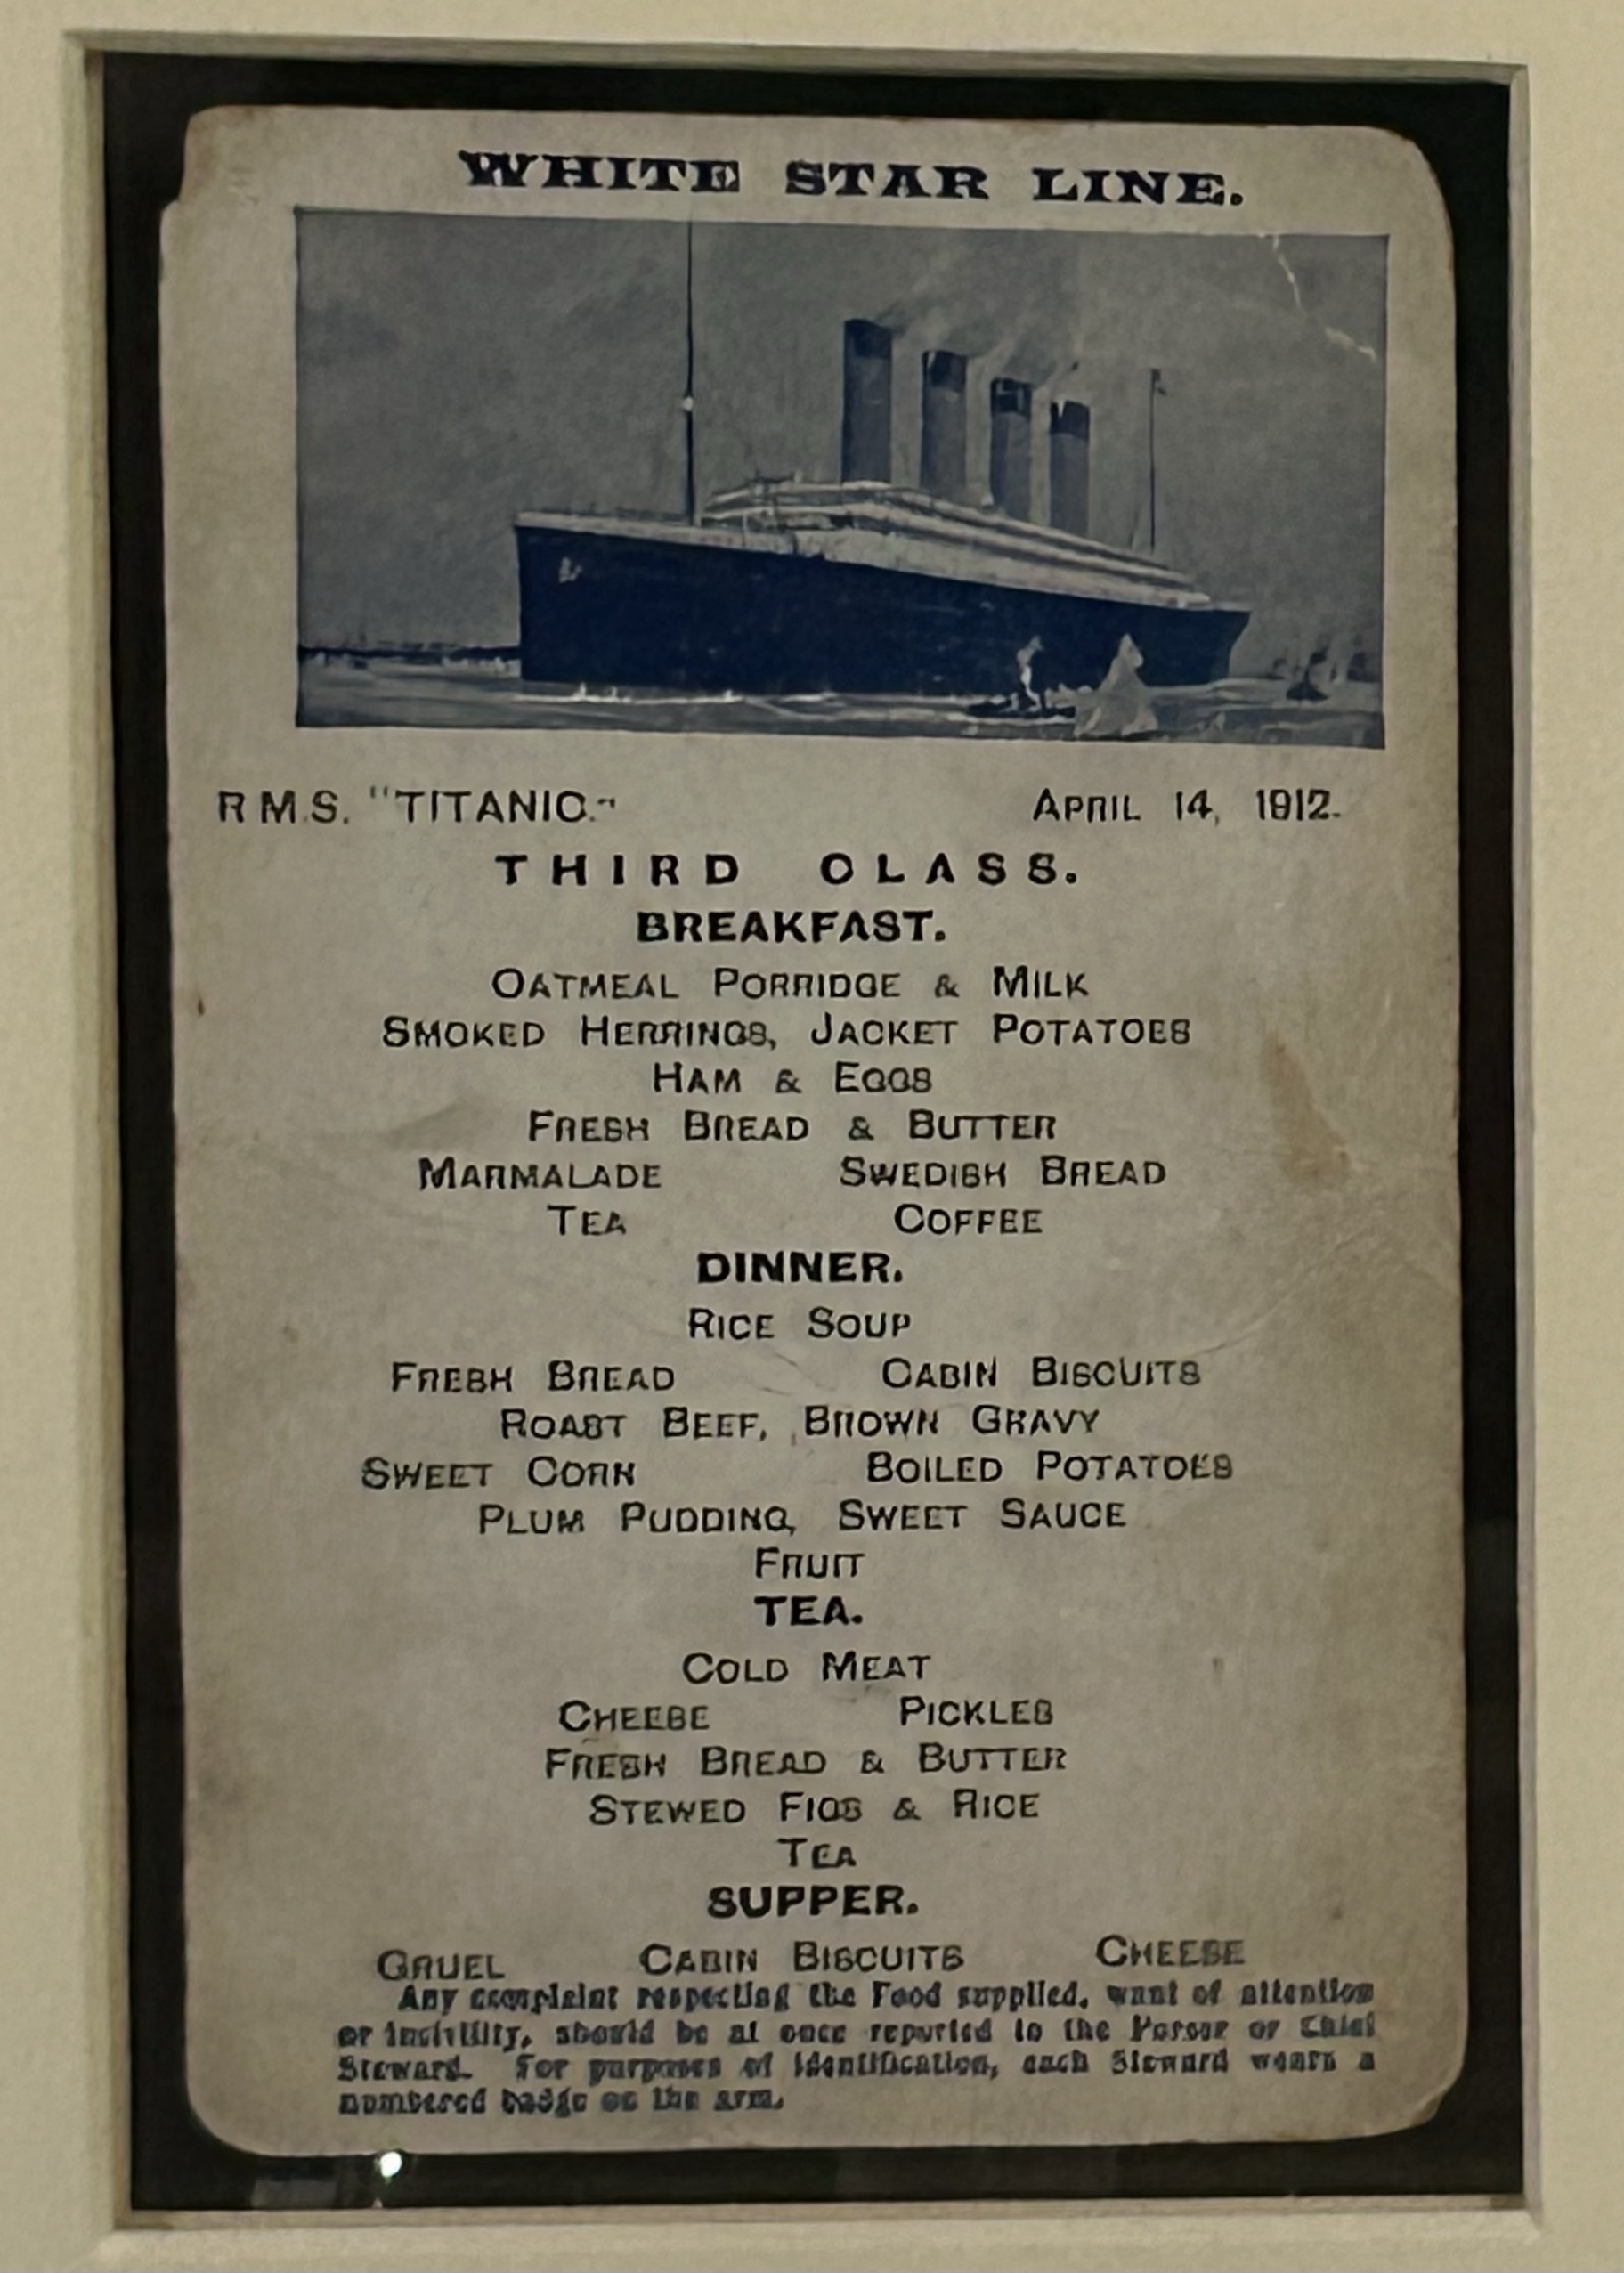 WHITE STAR LINE.
R.M.S. "TITANIC." APRIL 14, 1912.
THIRD CLASS.
BREAKFAST.
OATMEAL PORRIDGE & MILK
SMOKED HERRINGS, JACKET POTATOES
HAM & EGGS
FRESH BREAD & BUTTER
MARMALADE SWEDISH BREAD
TEA COFFEE
DINNER.
RICE SOUP
FRESH BREAD CABIN BISCUITS
ROAST BEEF, BROWN GRAVY
SWEET CORN BOILED POTATOES
PLUM PUDDING, SWEET SAUCE
FRUIT
TEA.
COLD MEAT
CHEESE PICKLES
FRESH BREAD & BUTTER
STEWED FIGS & RICE
TEA
SUPPER.
GRUEL CABIN BISCUITS CHEESE
Any complaint respecting the Food supplied, want of attention
or incivility, should be at once reported to the Purser or Chief
Steward. For purposes of identification, each Steward wears a
numbered badge on the arm.